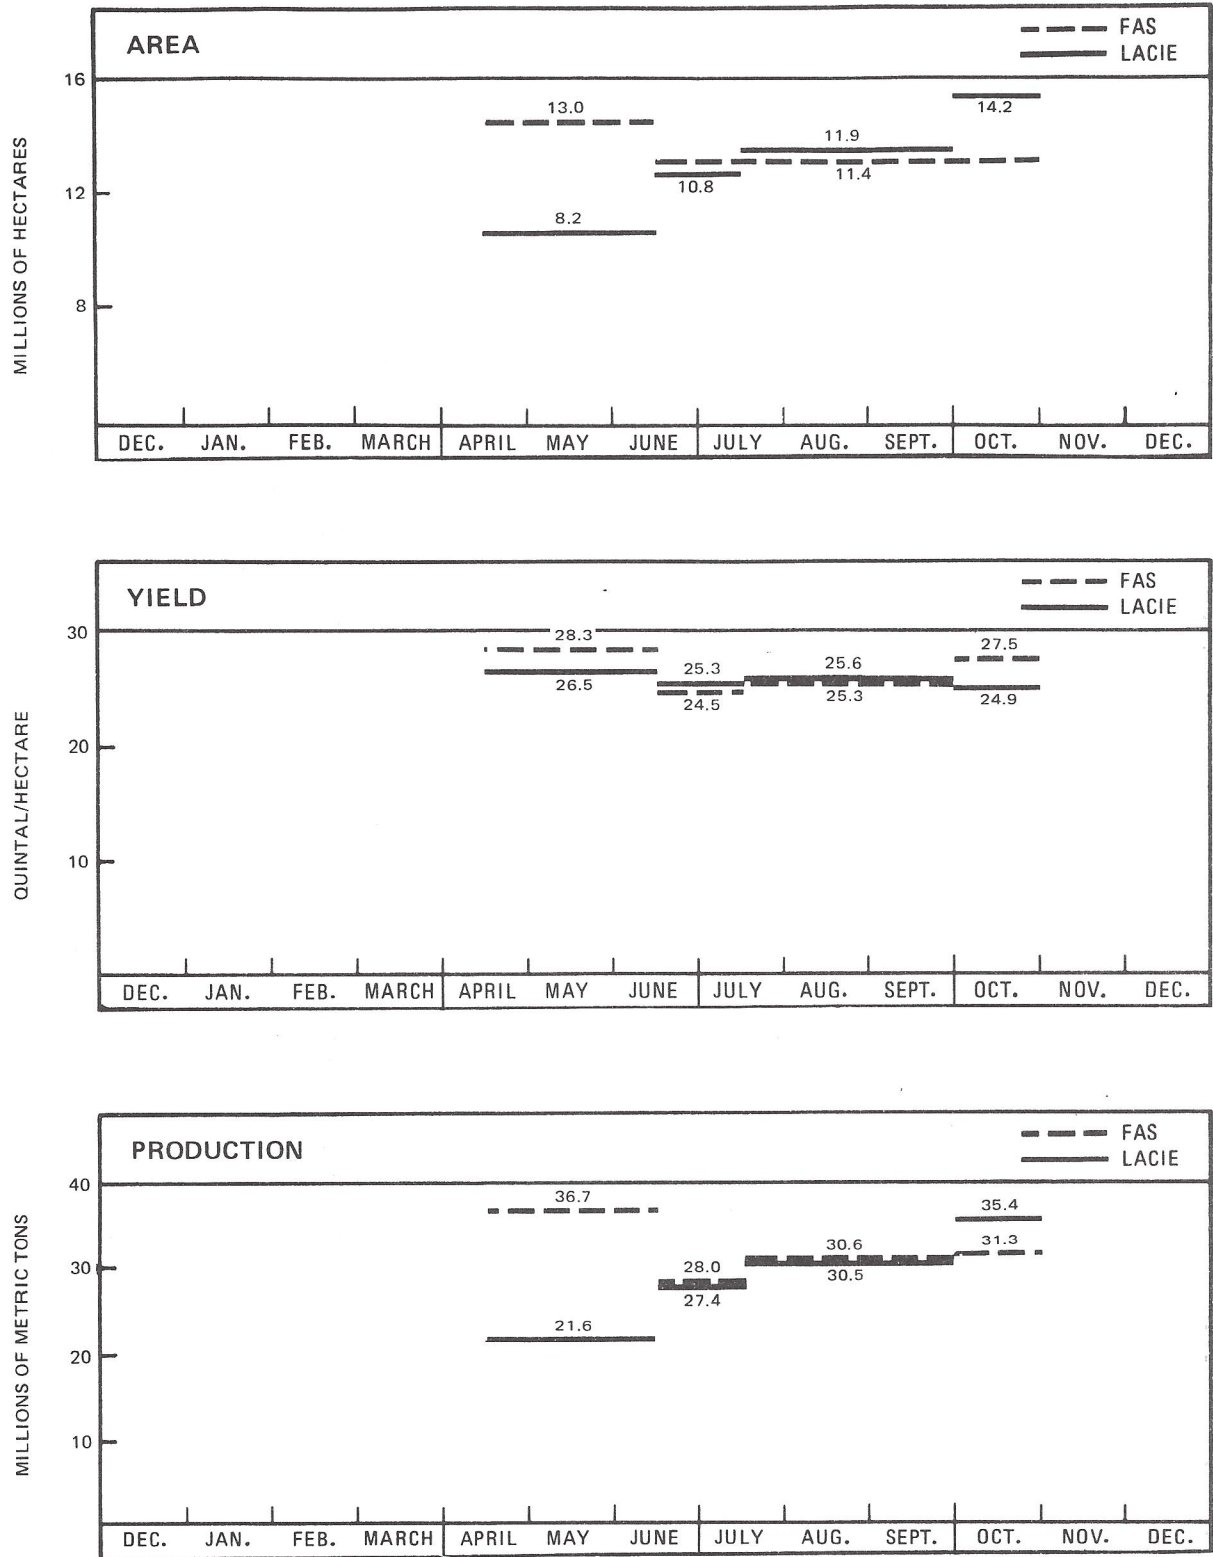 AREA
FAS
LACIE
MILLIONS OF HECTARES
16
12
8
13.0
8.2
10.8
11.9
11.4
14.2
DEC. JAN. FEB. MARCH APRIL MAY JUNE JULY AUG. SEPT. OCT. NOV. DEC.
YIELD
FAS
LACIE
QUINTAL/HECTARE
30
20
10
28.3
26.5
25.3
24.5
25.6
25.3
27.5
24.9
DEC. JAN. FEB. MARCH APRIL MAY JUNE JULY AUG. SEPT. OCT. NOV. DEC.
PRODUCTION
FAS
LACIE
MILLIONS OF METRIC TONS
40
30
20
10
36.7
21.6
28.0
27.4
30.6
30.5
35.4
31.3
DEC. JAN. FEB. MARCH APRIL MAY JUNE JULY AUG. SEPT. OCT. NOV. DEC.